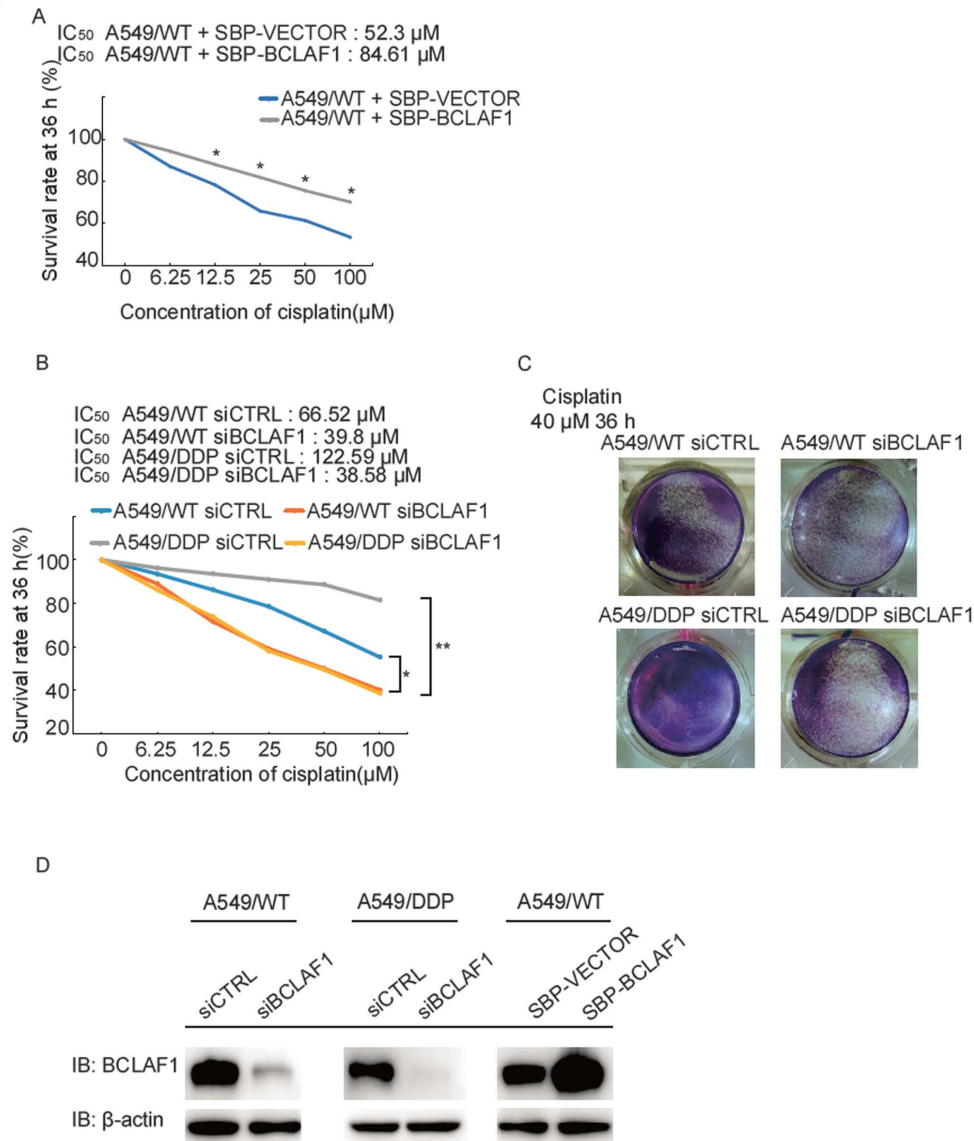 A
IC50 A549/WT + SBP-VECTOR : 52.3 µM
IC50 A549/WT + SBP-BCLAF1 : 84.61 µM
A549/WT + SBP-VECTOR
A549/WT + SBP-BCLAF1
Survival rate at 36 h (%)
100
80
60
40
* * * *
0 6.25 12.5 25 50 100
Concentration of cisplatin(µM)
B
IC50 A549/WT siCTRL : 66.52 µM
IC50 A549/WT siBCLAF1 : 39.8 µM
IC50 A549/DDP siCTRL : 122.59 µM
IC50 A549/DDP siBCLAF1 : 38.58 µM
A549/WT siCTRL A549/WT siBCLAF1
A549/DDP siCTRL A549/DDP siBCLAF1
Survival rate at 36 h(%)
100
80
60
40
20
**
*
0 6.25 12.5 25 50 100
Concentration of cisplatin(µM)
C
Cisplatin
40 µM 36 h
A549/WT siCTRL A549/WT siBCLAF1
A549/DDP siCTRL A549/DDP siBCLAF1
D
A549/WT A549/DDP A549/WT
siCTRL siBCLAF1 siCTRL siBCLAF1 SBP-VECTOR SBP-BCLAF1
IB: BCLAF1
IB: β-actin